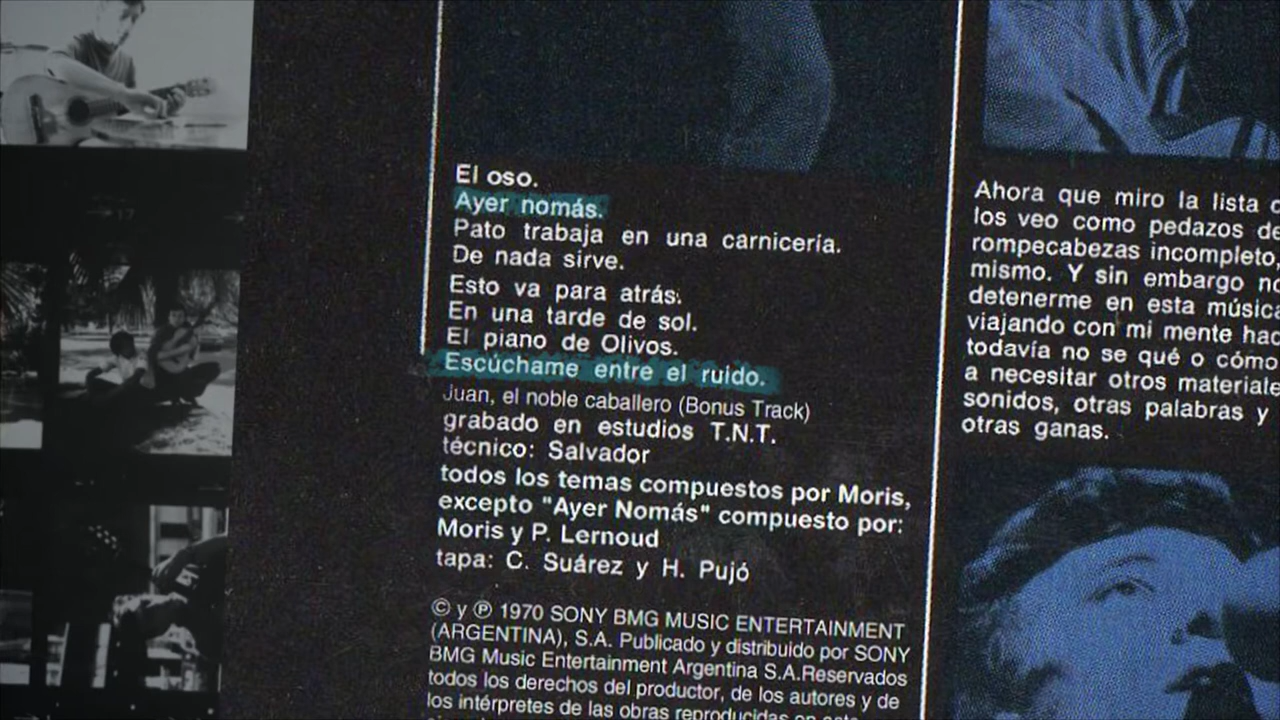 El oso.
Ayer nomás.
Pato trabaja en una carnicería.
De nada sirve.
Esto va para atrás.
En una tarde de sol.
El piano de Olivos.
Escúchame entre el ruido.
Juan, el noble caballero (Bonus Track)
grabado en estudios T.N.T.
técnico: Salvador
todos los temas compuestos por Moris,
excepto "Ayer Nomás" compuesto por:
Moris y P. Lernoud
tapa: C. Suárez y H. Pujó
© y ℗ 1970 SONY BMG MUSIC ENTERTAINMENT
(ARGENTINA), S.A. Publicado y distribuido por SONY
BMG Music Entertainment Argentina S.A.Reservados
todos los derechos del productor, de los autores y de
los intérpretes de las obras reproducidas en
Ahora que miro la lista
los veo como pedazos de
rompecabezas incompleto,
mismo. Y sin embargo
detenerme en esta
viajando con mi mente
todavía no se qué o cómo
a necesitar otros
sonidos, otras palabras y
otras ganas.